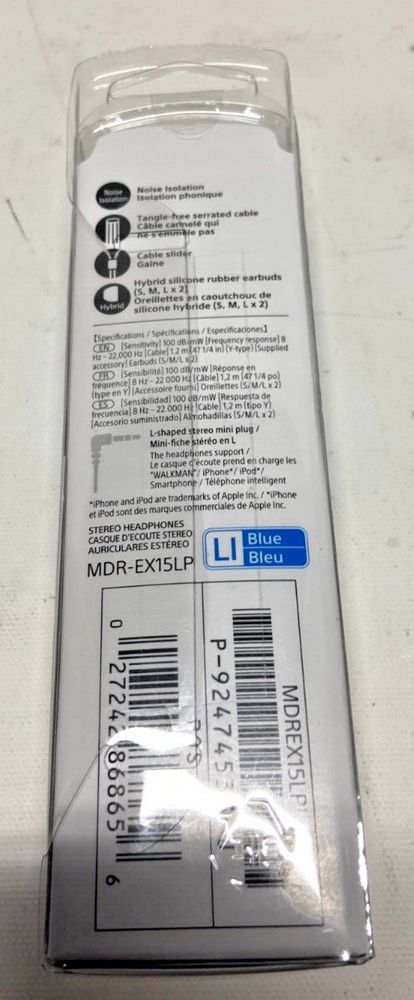 Noise Isolation
Noise Isolation
Isolation phonique
Tangle-free serrated cable
Câble cannelé qui
ne s'emmêle pas
Cable slider
Gaine
Hybrid
Hybrid silicone rubber earbuds
(S, M, L x 2)
Oreillettes en caoutchouc de
silicone hybride (S, M, L x 2)
[Specifications / Spécifications / Especificaciones]
EN [Sensitivity] 100 dB/mW [Frequency response] 8
Hz – 22,000 Hz [Cable] 1,2 m (47 1/4 in) (Y-type) [Supplied
accessory] Earbuds (S/M/L x2)
FR [Sensibilité] 100 dB/mW [Réponse en
fréquence] 8 Hz – 22 000 Hz [Câble] 1,2 m (47 1/4 po)
(type en Y) [Accessoire fourni] Oreillettes (S/M/L x 2)
ES [Sensibilidad] 100 dB/mW [Respuesta de
frecuencia] 8 Hz – 22 000 Hz [Cable] 1,2 m (tipo Y)
[Accesorio suministrado] Almohadillas (S/M/L x 2)
L-shaped stereo mini plug /
Mini-fiche stéréo en L
The headphones support /
Le casque d'écoute prend en charge les
"WALKMAN"/ iPhone*/ iPod*/
Smartphone / Téléphone intelligent
*iPhone and iPod are trademarks of Apple Inc. / *iPhone
et iPod sont des marques commerciales de Apple Inc.
STEREO HEADPHONES
CASQUE D'ECOUTE STEREO
AURICULARES ESTÉREO
MDR-EX15LP
LI Blue
Bleu
MDREX15LP
P-9247453
0 27242 86865 6